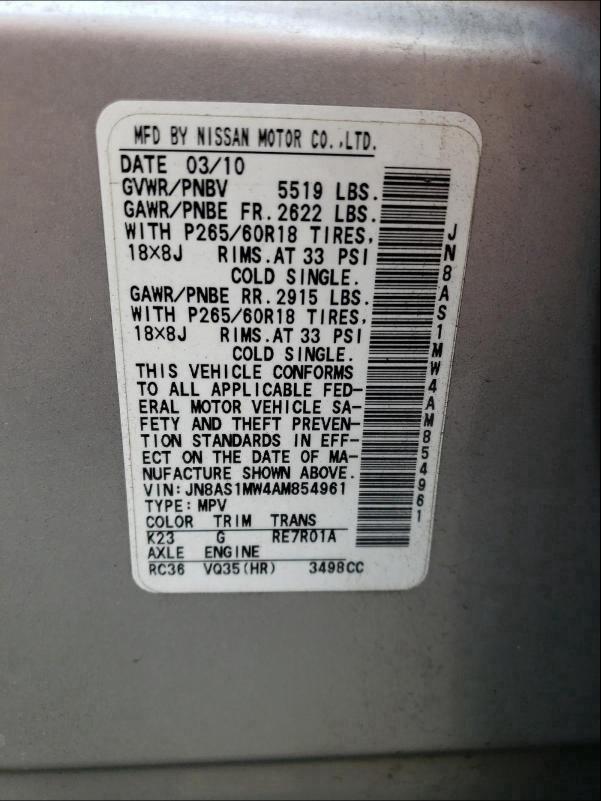 MFD BY NISSAN MOTOR CO.,LTD.
DATE 03/10
GVWR/PNBV 5519 LBS.
GAWR/PNBE FR.2622 LBS.
WITH P265/60R18 TIRES,
18×8J RIMS.AT 33 PSI
COLD SINGLE.
GAWR/PNBE RR.2915 LBS.
WITH P265/60R18 TIRES,
18×8J RIMS.AT 33 PSI
COLD SINGLE.
THIS VEHICLE CONFORMS
TO ALL APPLICABLE FED-
ERAL MOTOR VEHICLE SA-
FETY AND THEFT PREVEN-
TION STANDARDS IN EFF-
ECT ON THE DATE OF MA-
NUFACTURE SHOWN ABOVE.
VIN:JN8AS1MW4AM854961
TYPE:MPV
COLOR TRIM TRANS
K23 G RE7R01A
AXLE ENGINE
RC36 VQ35(HR) 3498CC
JN8AS1MW4AM854961